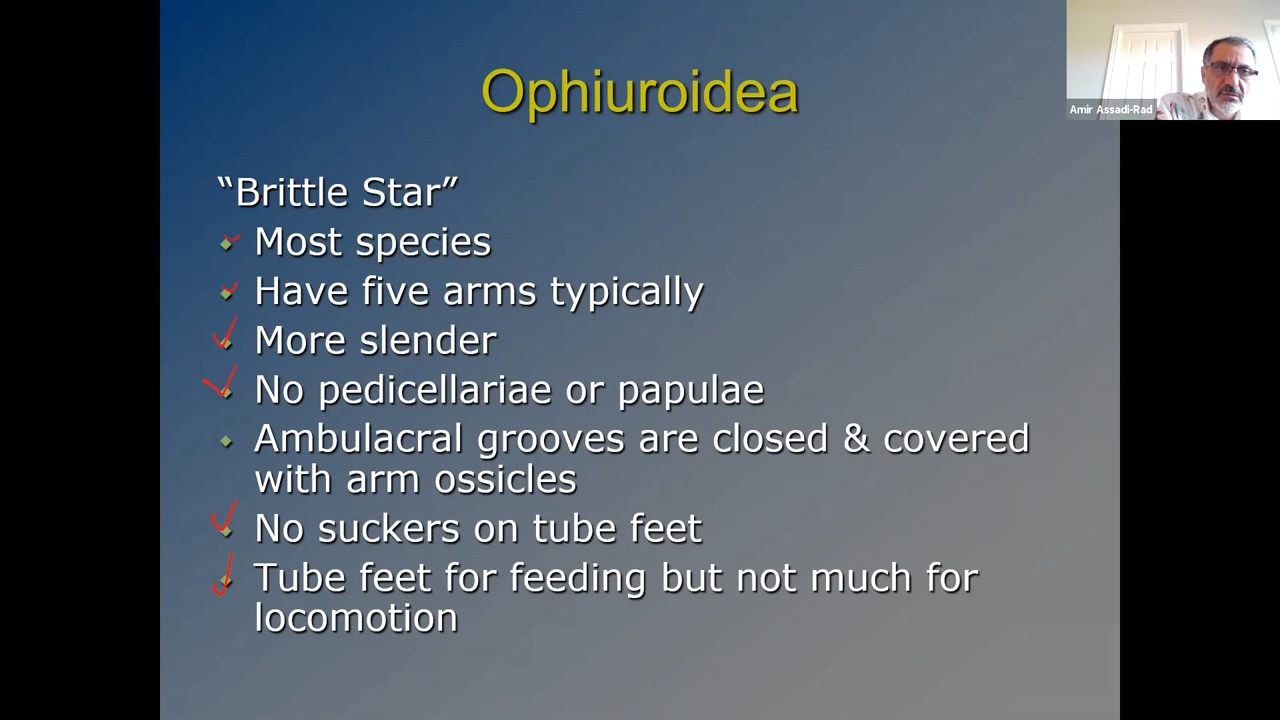 Ophiuroidea
Amir Assadi-Rad
“Brittle Star”
Most species
Have five arms typically
More slender
No pedicellariae or papulae
Ambulacral grooves are closed & covered
with arm ossicles
No suckers on tube feet
Tube feet for feeding but not much for
locomotion